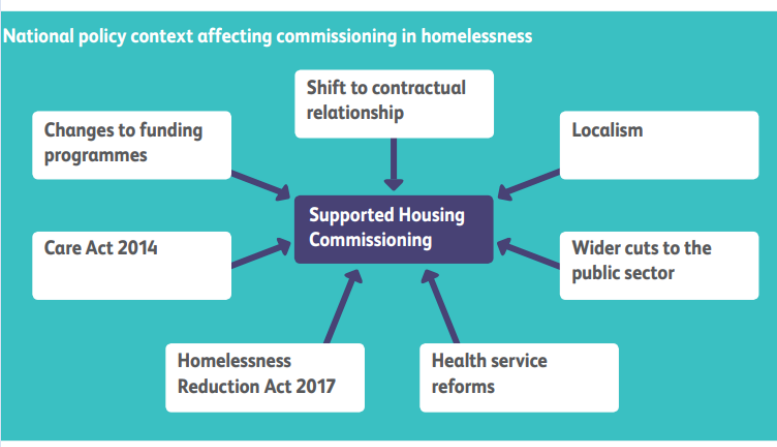 National policy context affecting commissioning in homelessness
Shift to contractual
relationship
Changes to funding
programmes
Localism
Supported Housing
Commissioning
Care Act 2014
Wider cuts to the
public sector
Homelessness
Reduction Act 2017
Health service
reforms